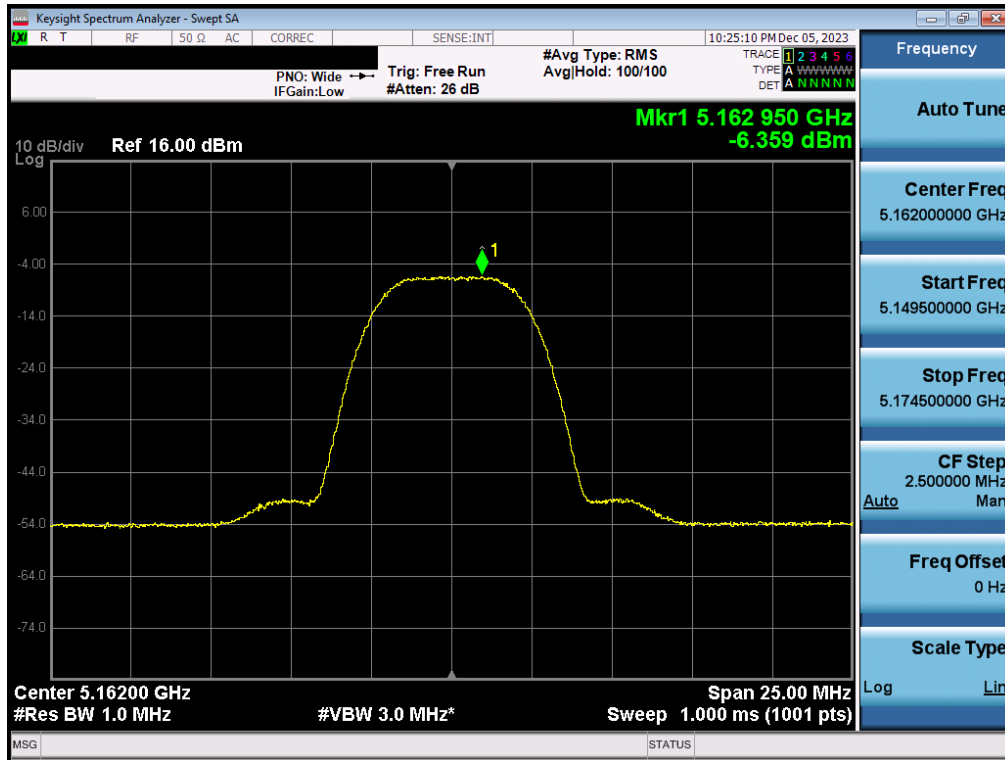 Keysight Spectrum Analyzer - Swept SA
LXI R T RF 50 Ω AC CORREC SENSE:INT 10:25:10 PM Dec 05, 2023
PNO: Wide
IFGain:Low
Trig: Free Run
#Atten: 26 dB
#Avg Type: RMS
Avg|Hold: 100/100
TRACE 1 2 3 4 5 6
TYPE A WWWWW
DET A N N N N N
Mkr1 5.162 950 GHz
-6.359 dBm
10 dB/div Ref 16.00 dBm
Log
6.00
1
-4.00
-14.0
-24.0
-34.0
-44.0
-54.0
-64.0
-74.0
Center 5.16200 GHz Span 25.00 MHz
#Res BW 1.0 MHz #VBW 3.0 MHz* Sweep 1.000 ms (1001 pts)
MSG STATUS
Frequency
Auto Tune
Center Freq
5.162000000 GHz
Start Freq
5.149500000 GHz
Stop Freq
5.174500000 GHz
CF Step
2.500000 MHz
Auto Man
Freq Offset
0 Hz
Scale Type
Log Lin